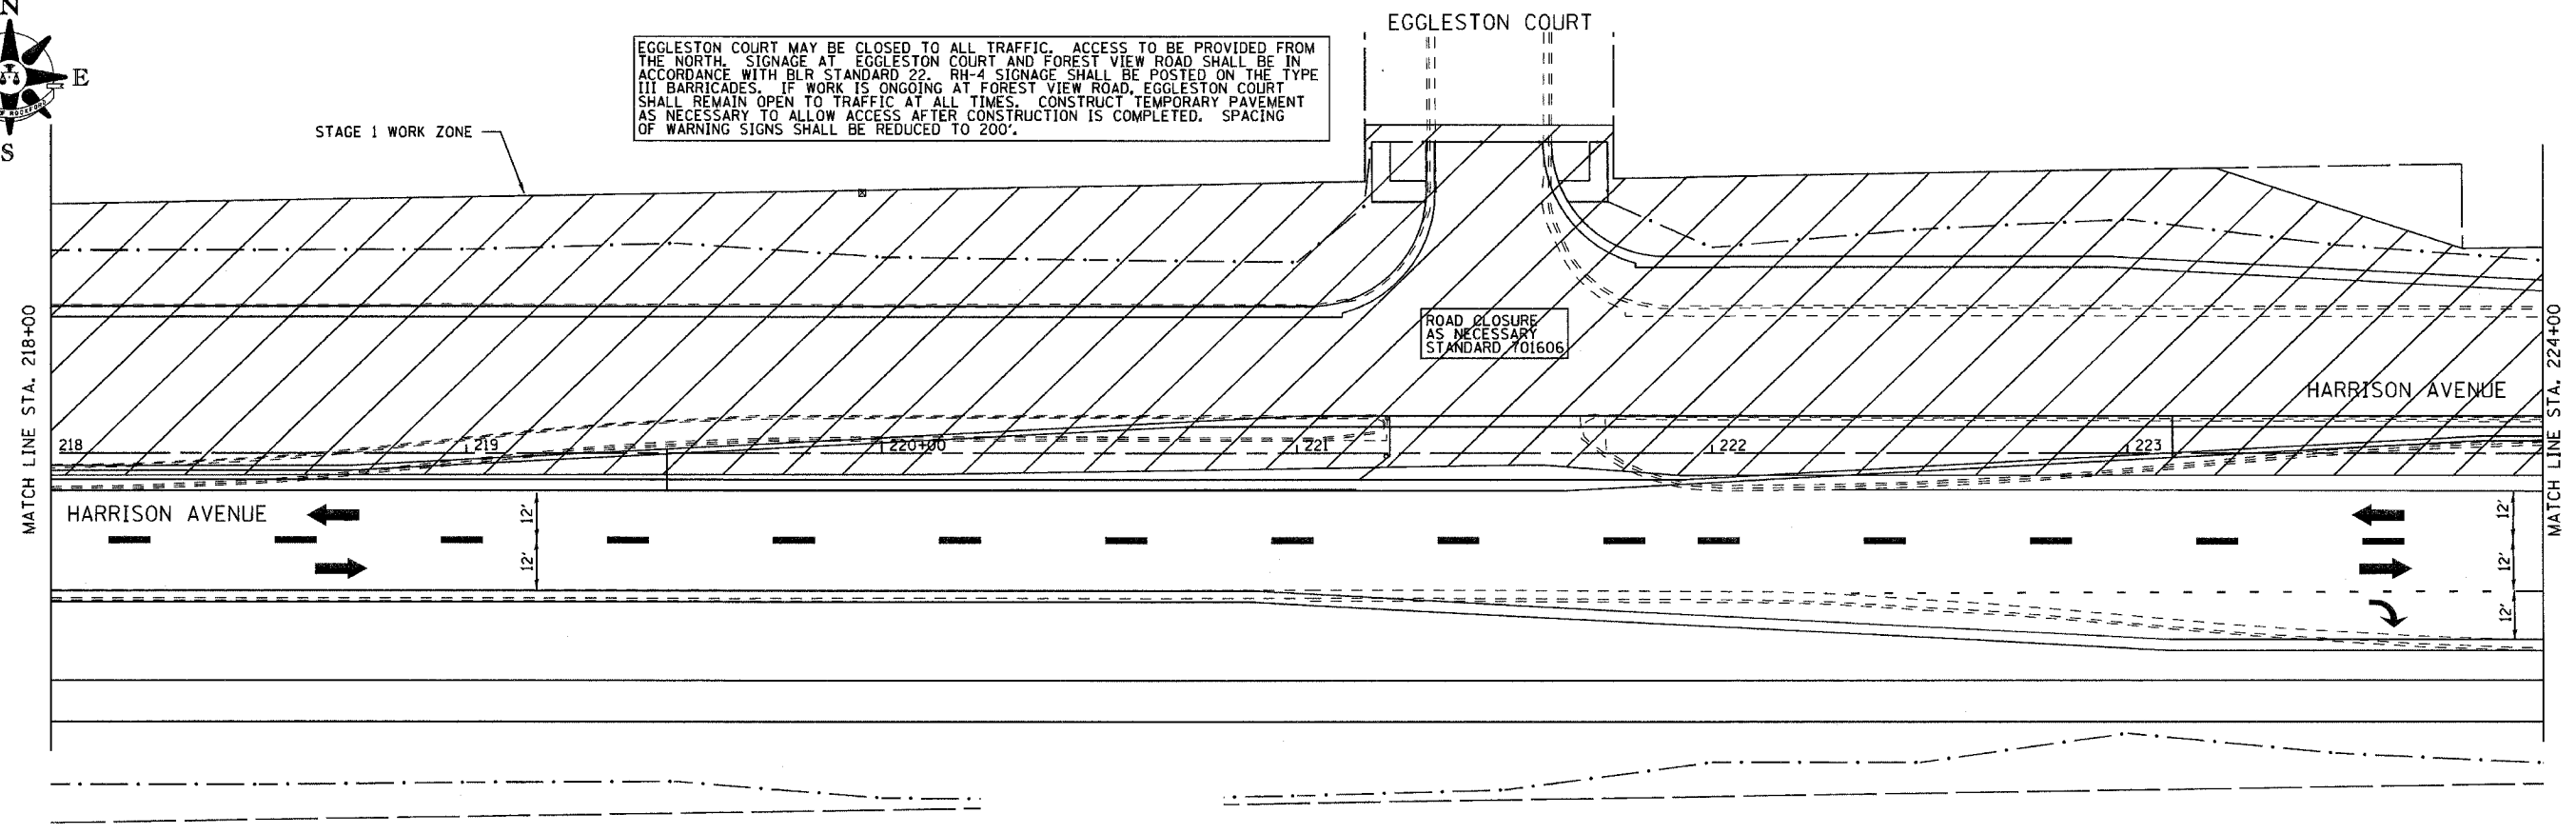 N
E
S
OF ROCKFORD
EGGLESTON COURT
EGGLESTON COURT MAY BE CLOSED TO ALL TRAFFIC. ACCESS TO BE PROVIDED FROM
THE NORTH. SIGNAGE AT EGGLESTON COURT AND FOREST VIEW ROAD SHALL BE IN
ACCORDANCE WITH BLR STANDARD 22. RH-4 SIGNAGE SHALL BE POSTED ON THE TYPE
III BARRICADES. IF WORK IS ONGOING AT FOREST VIEW ROAD, EGGLESTON COURT
SHALL REMAIN OPEN TO TRAFFIC AT ALL TIMES. CONSTRUCT TEMPORARY PAVEMENT
AS NECESSARY TO ALLOW ACCESS AFTER CONSTRUCTION IS COMPLETED. SPACING
OF WARNING SIGNS SHALL BE REDUCED TO 200'.
STAGE 1 WORK ZONE
MATCH LINE STA. 218+00
ROAD CLOSURE
AS NECESSARY
STANDARD 701606
HARRISON AVENUE
MATCH LINE STA. 224+00
218
219
220+00
221
222
223
HARRISON AVENUE
12'
12'
12'
12'
12'